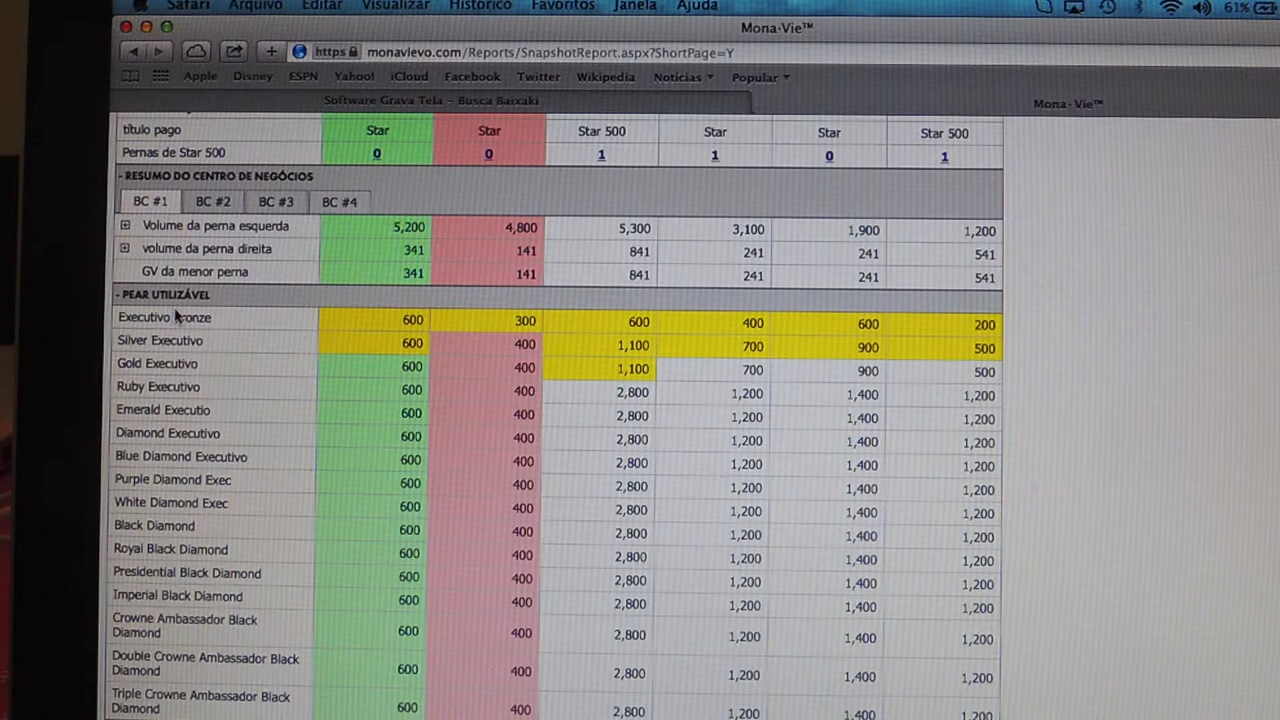 Safari Arquivo Editar Visualizar Histórico Favoritos Janela Ajuda 61%
Mona·Vie™
https monavievo.com/Reports/SnapshotReport.aspx?ShortPage=Y
Apple Disney ESPN Yahoo! iCloud Facebook Twitter Wikipedia Notícias Popular
Software Grava Tela – Busca Baixaki Mona-Vie™
título pago Star Star Star 500 Star Star Star 500
Pernas de Star 500 0 0 1 1 0 1
- RESUMO DO CENTRO DE NEGÓCIOS
BC #1 BC #2 BC #3 BC #4
Volume da perna esquerda 5,200 4,800 5,300 3,100 1,900 1,200
volume da perna direita 341 141 841 241 241 541
GV da menor perna 341 141 841 241 241 541
- PEAR UTILIZÁVEL
Executivo ronze 600 300 600 400 600 200
Silver Executivo 600 400 1,100 700 900 500
Gold Executivo 600 400 1,100 700 900 500
Ruby Executivo 600 400 2,800 1,200 1,400 1,200
Emerald Executio 600 400 2,800 1,200 1,400 1,200
Diamond Executivo 600 400 2,800 1,200 1,400 1,200
Blue Diamond Executivo 600 400 2,800 1,200 1,400 1,200
Purple Diamond Exec 600 400 2,800 1,200 1,400 1,200
White Diamond Exec 600 400 2,800 1,200 1,400 1,200
Black Diamond 600 400 2,800 1,200 1,400 1,200
Royal Black Diamond 600 400 2,800 1,200 1,400 1,200
Presidential Black Diamond 600 400 2,800 1,200 1,400 1,200
Imperial Black Diamond 600 400 2,800 1,200 1,400 1,200
Crowne Ambassador Black
Diamond 600 400 2,800 1,200 1,400 1,200
Double Crowne Ambassador Black
Diamond 600 400 2,800 1,200 1,400 1,200
Triple Crowne Ambassador Black
Diamond 600 400 2,800 1,200 1,400 1,200